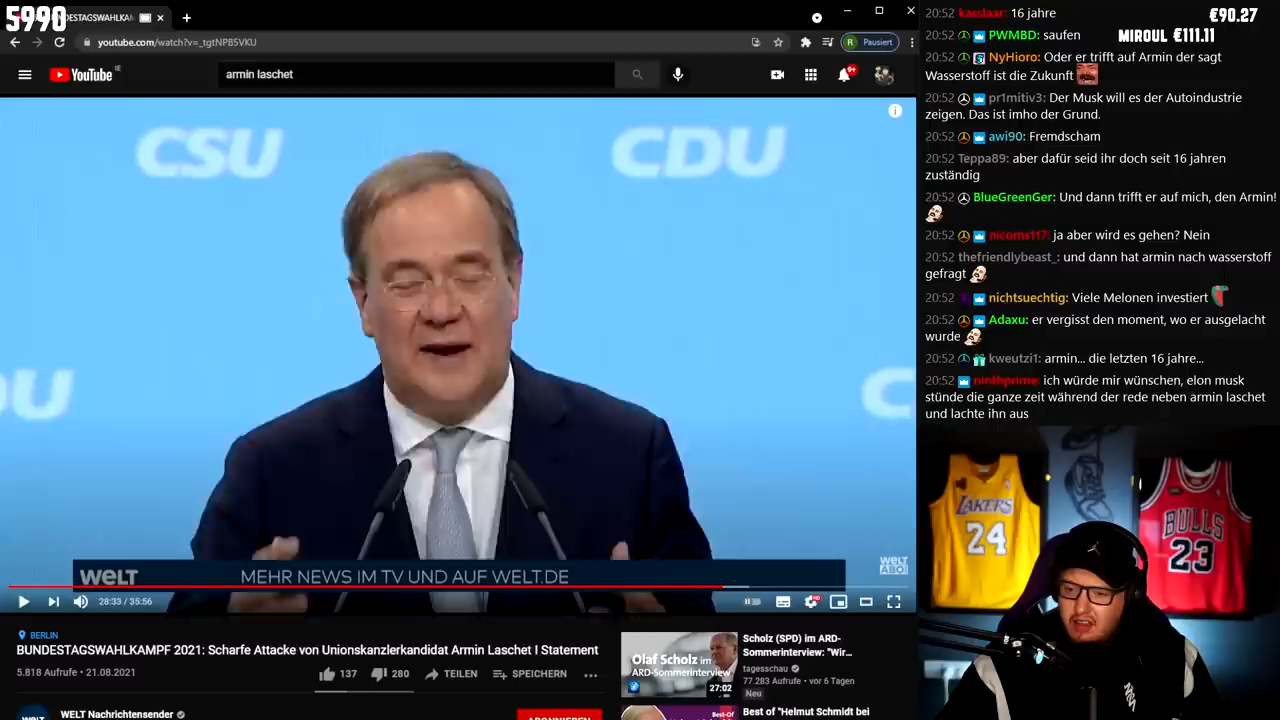 5990
BUNDESTAGSWAHLKAM
youtube.com/watch?v=_tgtNPB5VKU
R Pausiert
YouTube
armin laschet
9+
CSU
CDU
WELT
MEHR NEWS IM TV UND AUF WELT.DE
WELT
ABO!
28:33 / 35:56
HD
BERLIN
BUNDESTAGSWAHLKAMPF 2021: Scharfe Attacke von Unionskanzlerkandidat Armin Laschet I Statement
5.818 Aufrufe • 21.08.2021
137
280
TEILEN
SPEICHERN
WELT Nachrichtensender
ABONNIEREN
Olaf Scholz im
ARD-Sommerinterview
27:02
Scholz (SPD) im ARD-
Sommerinterview: "Wir...
tagesschau
77.283 Aufrufe • vor 6 Tagen
Neu
Best of "Helmut Schmidt bei
€90.27
MIROUL €111.11
20:52 kasslaar: 16 jahre
20:52 PWMBD: saufen
20:52 NyHioro: Oder er trifft auf Armin der sagt
Wasserstoff ist die Zukunft
20:52 pr1mitiv3: Der Musk will es der Autoindustrie
zeigen. Das ist imho der Grund.
20:52 awi90: Fremdscham
20:52 Teppa89: aber dafür seid ihr doch seit 16 jahren
zuständig
20:52 BlueGreenGer: Und dann trifft er auf mich, den Armin!
20:52 nicoms117: ja aber wird es gehen? Nein
20:52 thefriendlybeast_: und dann hat armin nach wasserstoff
gefragt
20:52 nichtsuechtig: Viele Melonen investiert
20:52 Adaxu: er vergisst den moment, wo er ausgelacht
wurde
20:52 kweutzi1: armin... die letzten 16 jahre...
20:52 ninthprime: ich würde mir wünschen, elon musk
stünde die ganze zeit während der rede neben armin laschet
und lachte ihn aus
LAKERS
24
BULLS
23